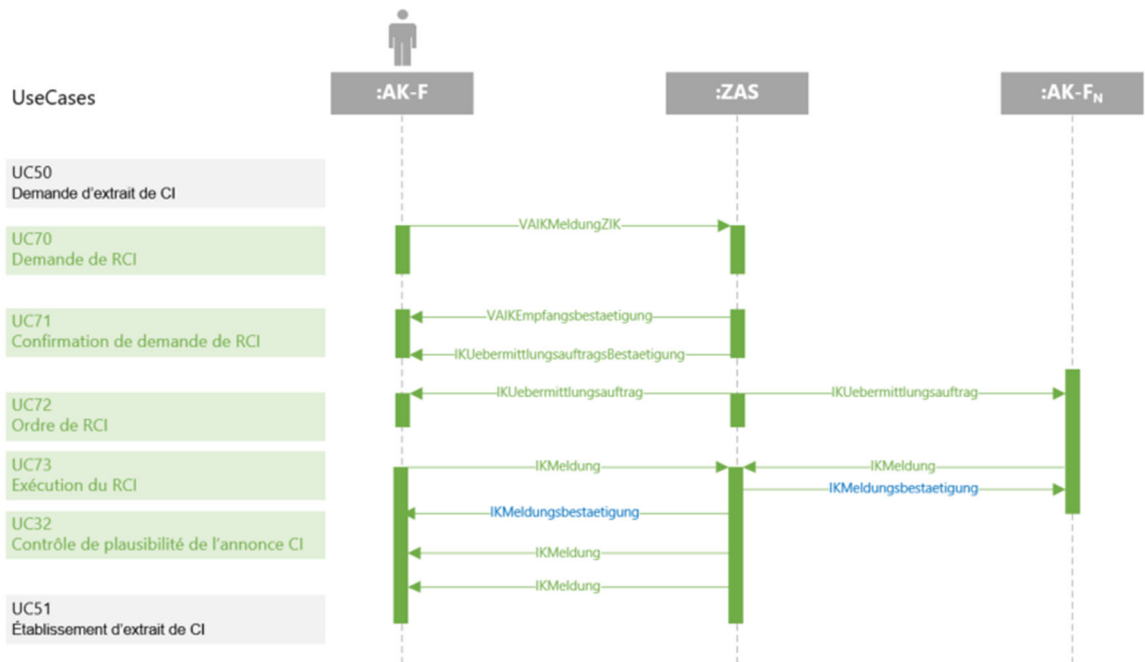 UseCases
:AK-F
:ZAS
:AK-FN
UC50
Demande d'extrait de CI
VAIKMeldungZIK
UC70
Demande de RCI
VAIKEmpfangsbestaetigung
UC71
Confirmation de demande de RCI
IKUebermittlungsauftragsBestaetigung
IKUebermittlungsauftrag
IKUebermittlungsauftrag
UC72
Ordre de RCI
UC73
Exécution du RCI
IKMeldung
IKMeldung
IKMeldungsbestaetigung
IKMeldungsbestaetigung
UC32
Contrôle de plausibilité de l'annonce CI
IKMeldung
IKMeldung
UC51
Établissement d'extrait de CI